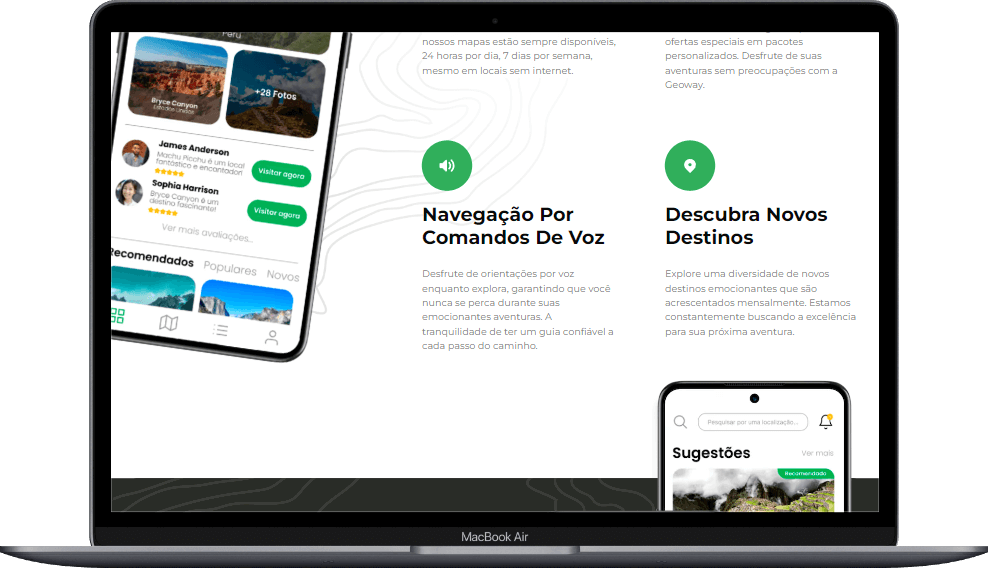 Peru
Bryce Canyon
Estados Unidos
+28 Fotos
James Anderson
Machu Picchu é um local
fantástico e encantador!
Visitar agora
Sophia Harrison
Bryce Canyon é um
destino fascinante!
Visitar agora
Ver mais avaliações...
Recomendados
Populares
Novos
nossos mapas estão sempre disponíveis,
24 horas por dia, 7 dias por semana,
mesmo em locais sem internet.
ofertas especiais em pacotes
personalizados. Desfrute de suas
aventuras sem preocupações com a
Geoway.
Navegação Por
Comandos De Voz
Desfrute de orientações por voz
enquanto explora, garantindo que você
nunca se perca durante suas
emocionantes aventuras. A
tranquilidade de ter um guia confiável a
cada passo do caminho.
Descubra Novos
Destinos
Explore uma diversidade de novos
destinos emocionantes que são
acrescentados mensalmente. Estamos
constantemente buscando a excelência
para sua próxima aventura.
Pesquisar por uma localização...
Sugestões
Ver mais
Recomendado
MacBook Air